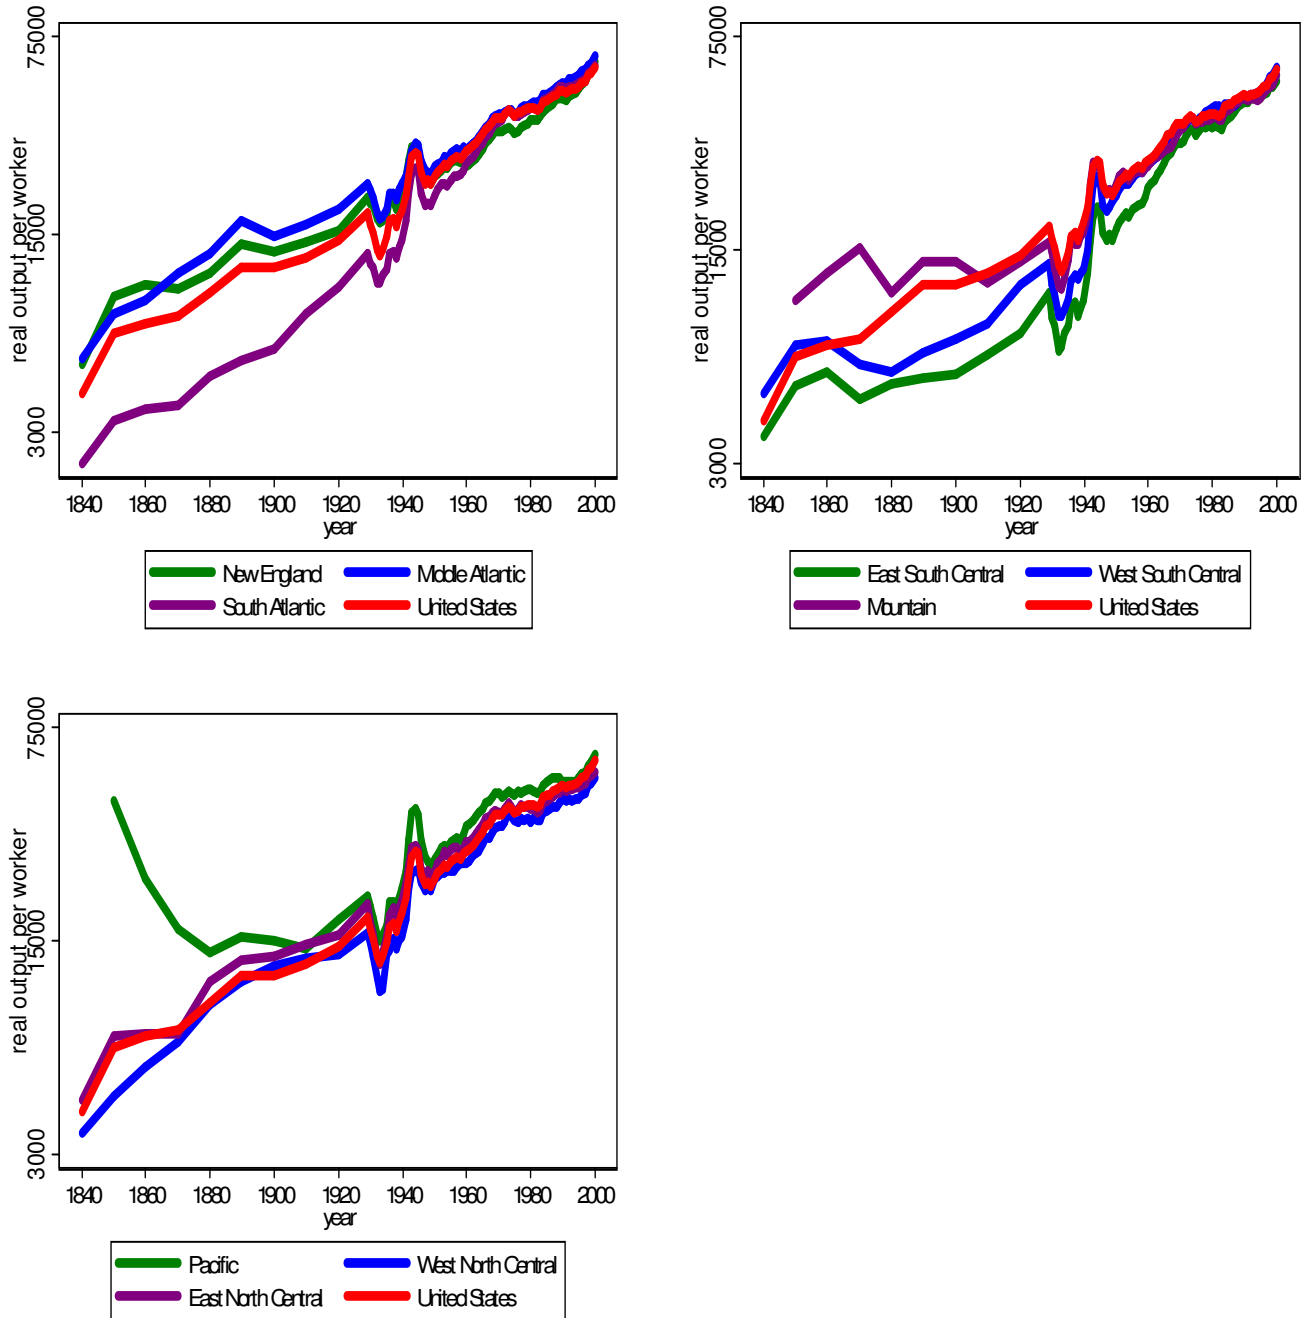 75000
15000
3000
real output per worker
1840 1860 1880 1900 1920 1940 1960 1980 2000
year
New England Middle Atlantic
South Atlantic United States
75000
15000
3000
real output per worker
1840 1860 1880 1900 1920 1940 1960 1980 2000
year
East South Central West South Central
Mountain United States
75000
15000
3000
real output per worker
1840 1860 1880 1900 1920 1940 1960 1980 2000
year
Pacific West North Central
East North Central United States